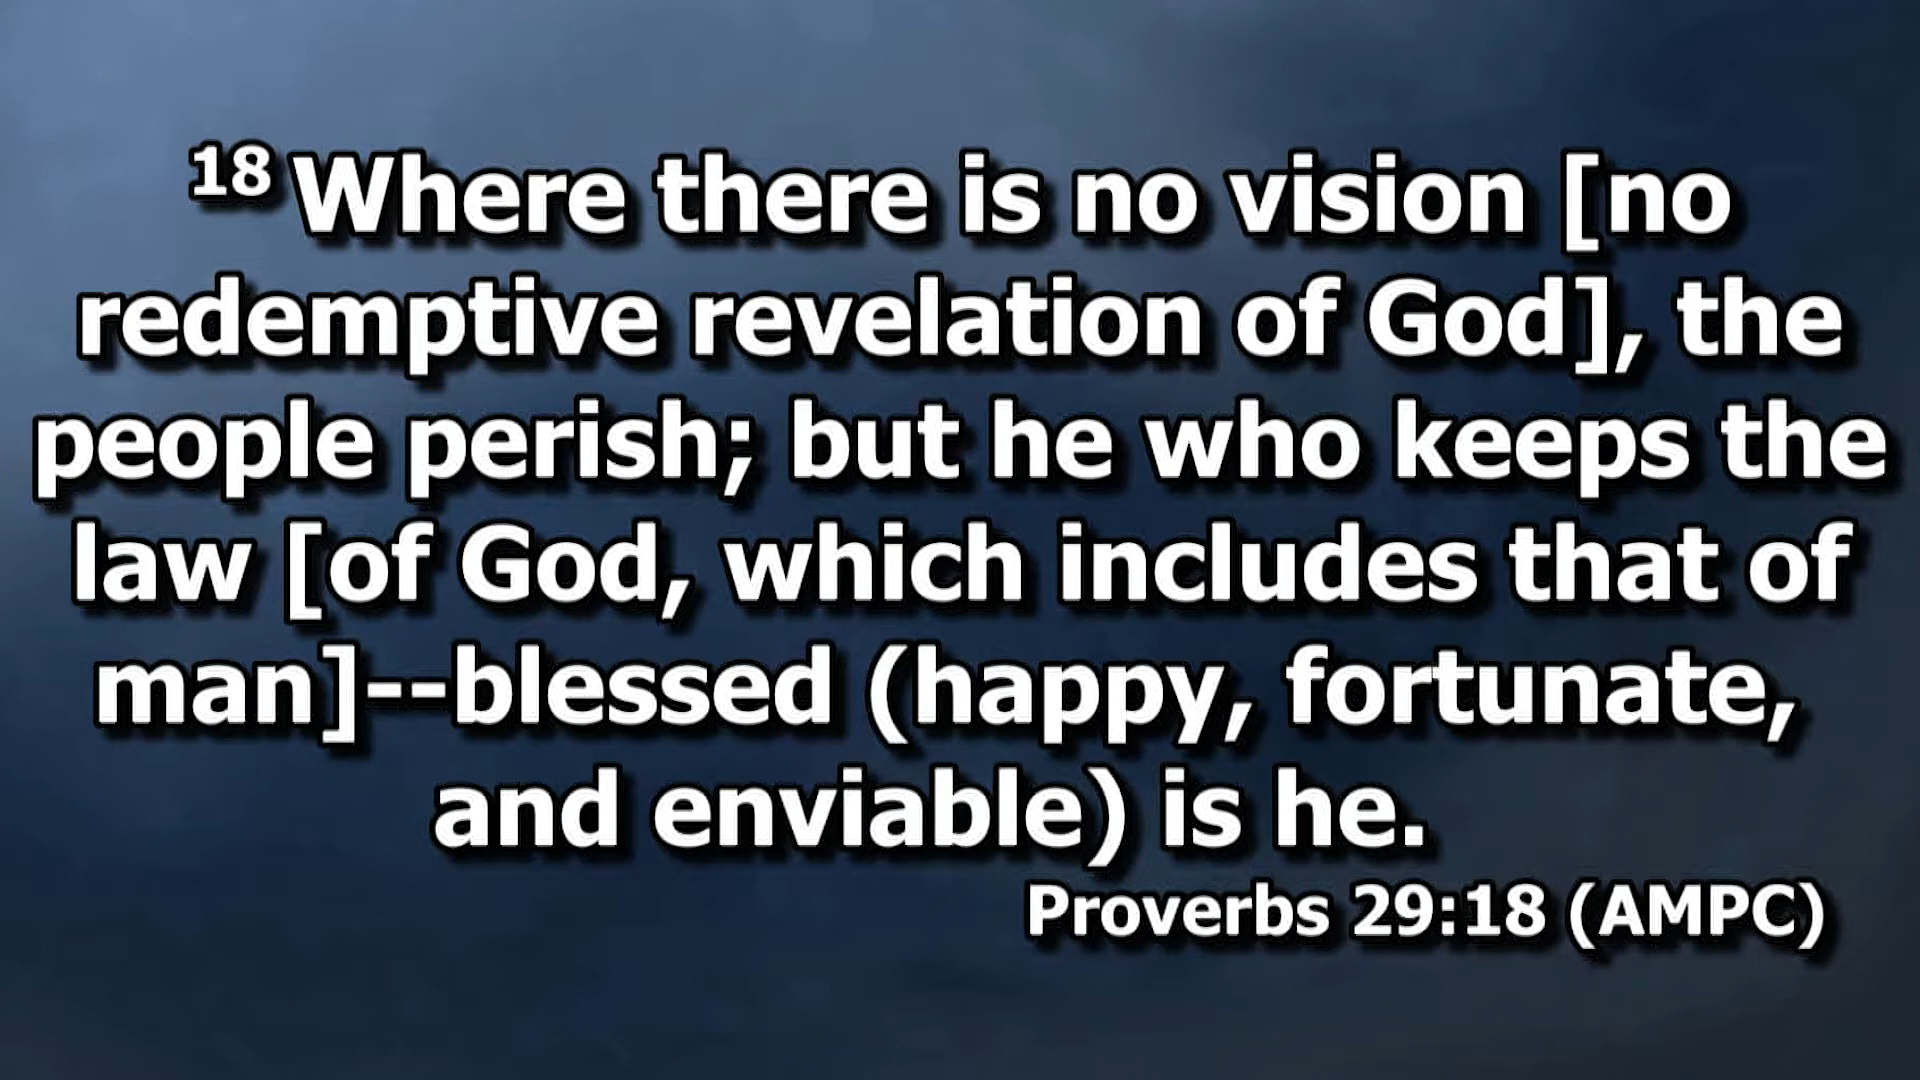 18 Where there is no vision [no
redemptive revelation of God], the
people perish; but he who keeps the
law [of God, which includes that of
man]--blessed (happy, fortunate,
and enviable) is he.
Proverbs 29:18 (AMPC)